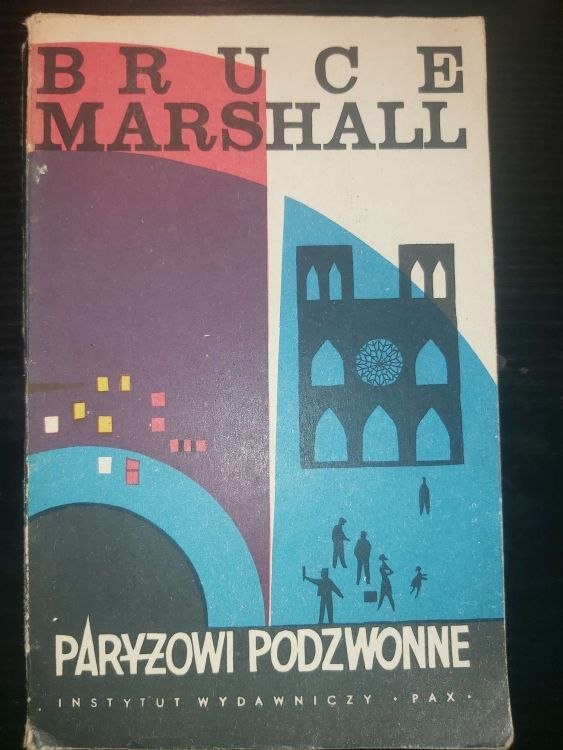 BRUCE
MARSHALL
PARYŻOWI PODZWONNE
INSTYTUT WYDAWNICZY • PAX •